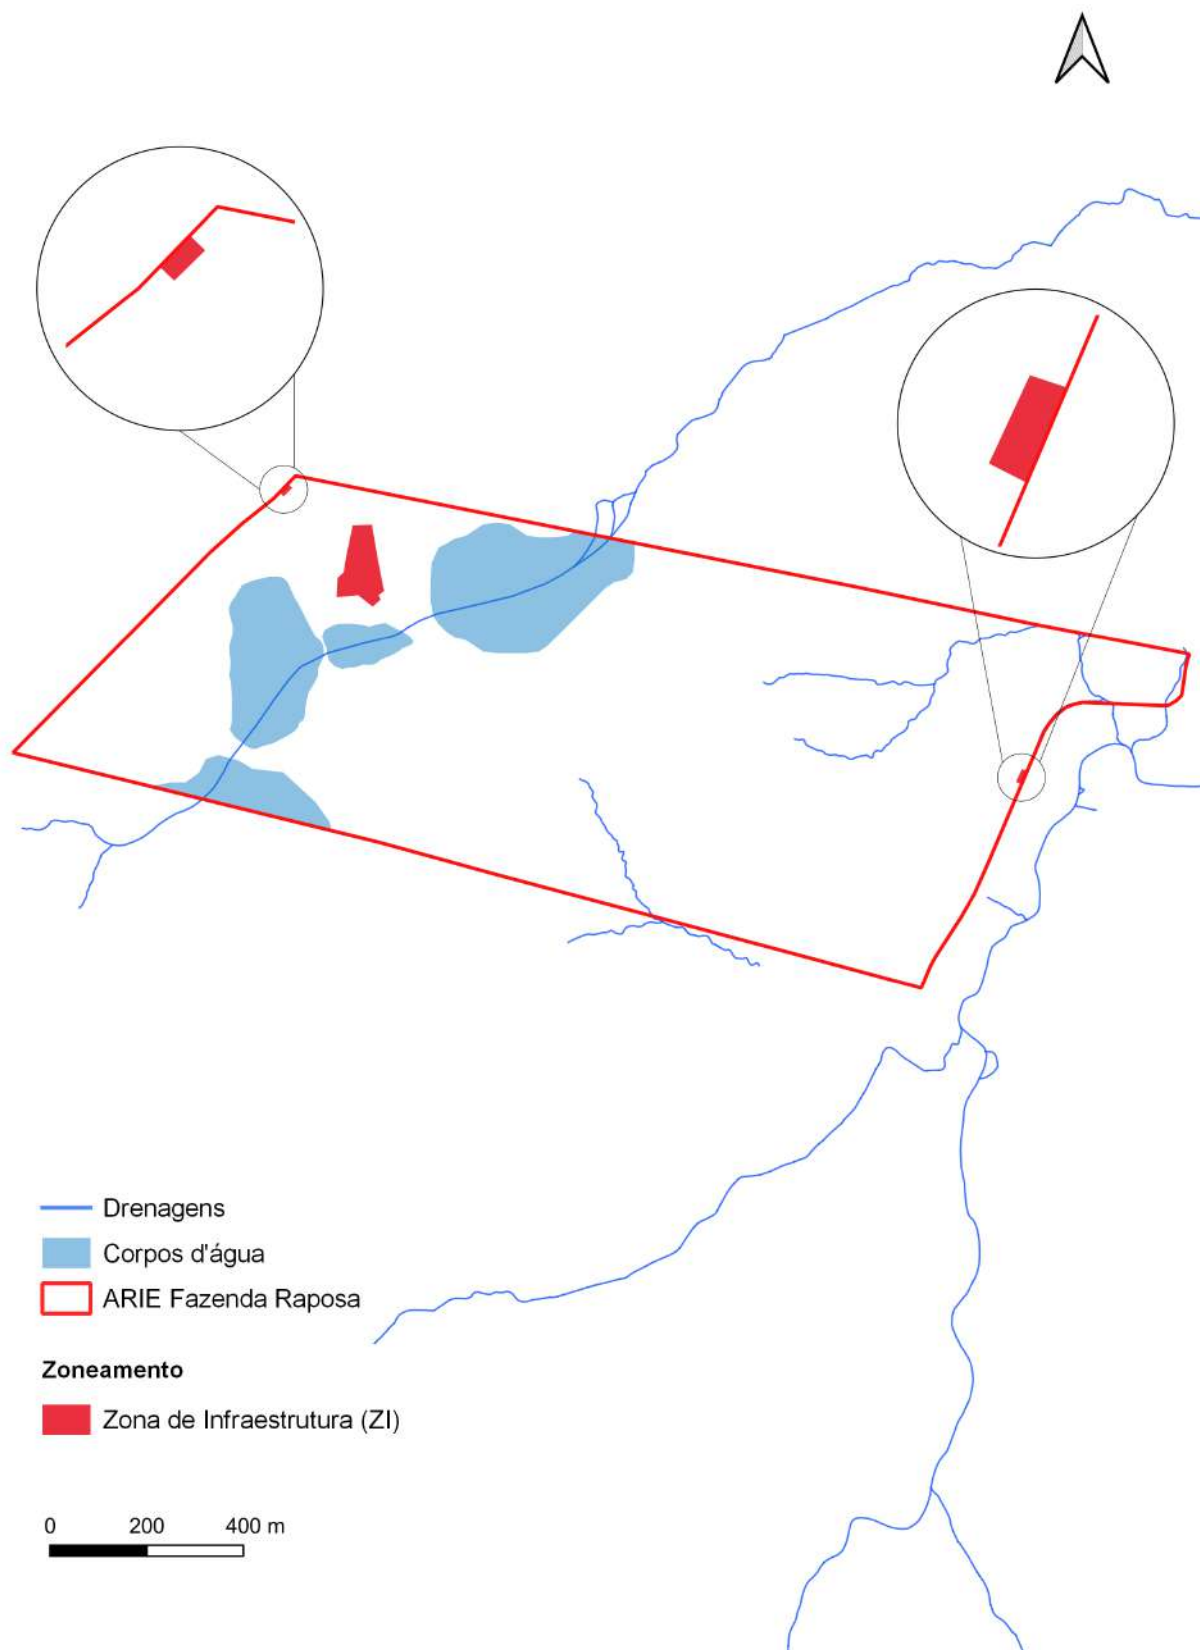 Drenagens
Corpos d'água
ARIE Fazenda Raposa
Zoneamento
Zona de Infraestrutura (ZI)
0 200 400 m